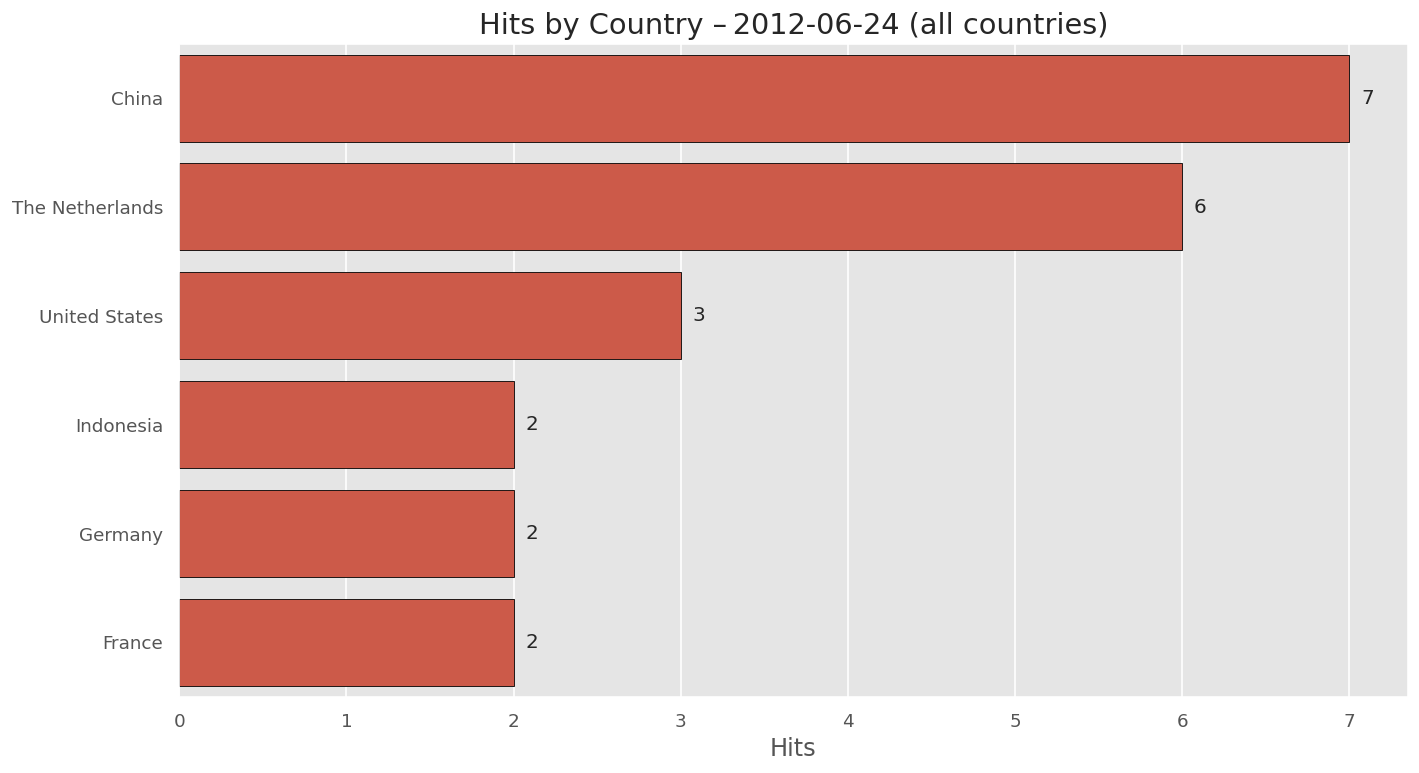 Hits by Country – 2012-06-24 (all countries)
China 7
The Netherlands 6
United States 3
Indonesia 2
Germany 2
France 2
0 1 2 3 4 5 6 7
Hits